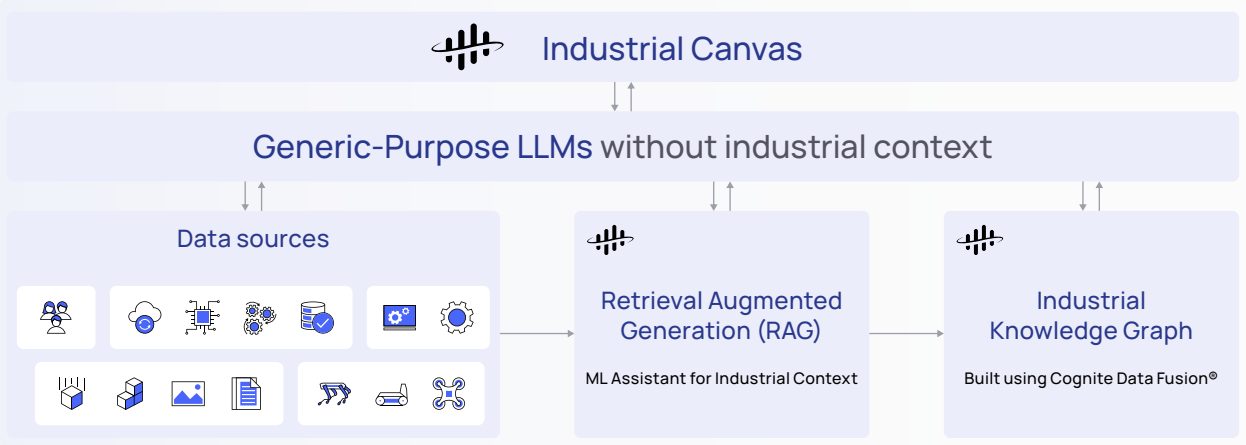 Industrial Canvas
Generic-Purpose LLMs without industrial context
Data sources
Retrieval Augmented
Generation (RAG)
ML Assistant for Industrial Context
Industrial
Knowledge Graph
Built using Cognite Data Fusion®